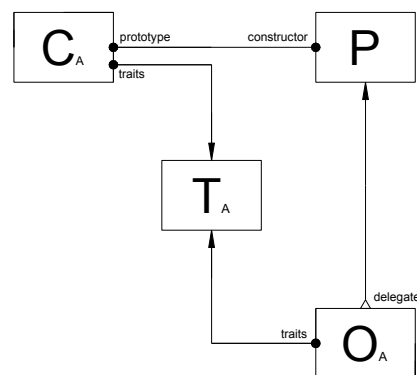 C A
prototype
constructor
P
traits
T A
delegate
traits
O A